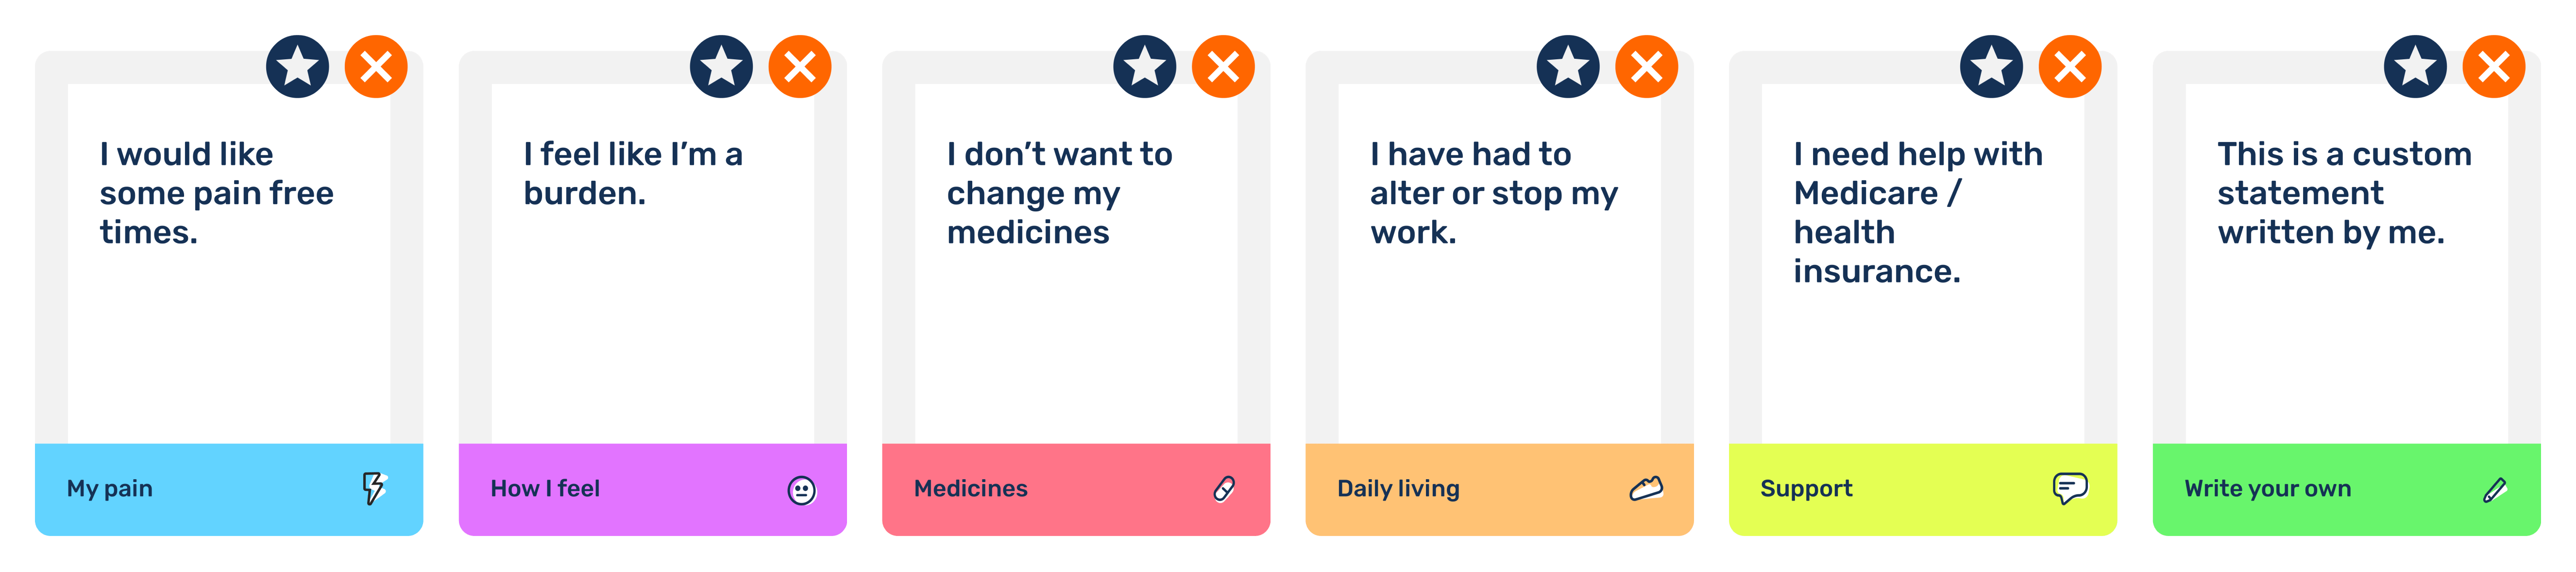 I would like
some pain free
times.
My pain
I feel like I’m a
burden.
How I feel
I don’t want to
change my
medicines
Medicines
I have had to
alter or stop my
work.
Daily living
I need help with
Medicare /
health
insurance.
Support
This is a custom
statement
written by me.
Write your own